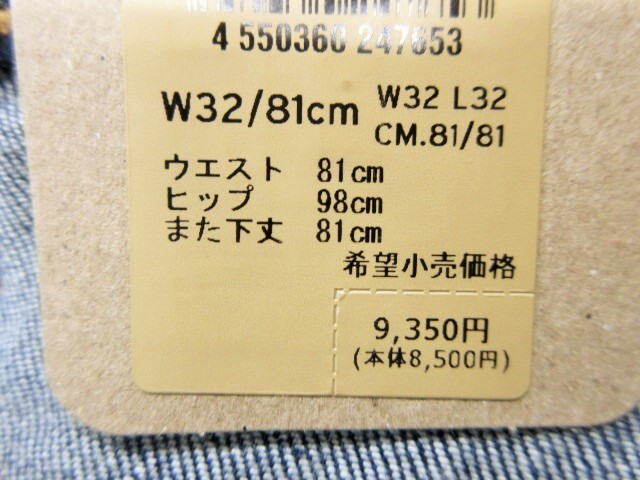 4 550360 247653
W32/81cm
W32 L32
CM.81/81
ウエスト 81cm
ヒップ 98cm
また下丈 81cm
希望小売価格
9,350円
(本体8,500円)